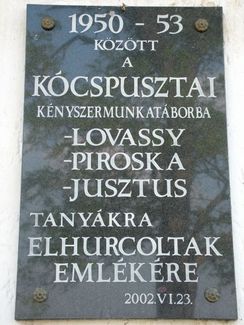 1950 - 53
KÖZÖTT
A
KÓCSPUSZTAI
KÉNYSZERMUNKATÁBORBA
-LOVASSY
-PIROSKA
-JUSZTUS
TANYÁKRA
ELHURCOLTAK
EMLÉKÉRE
2002.VI.23.